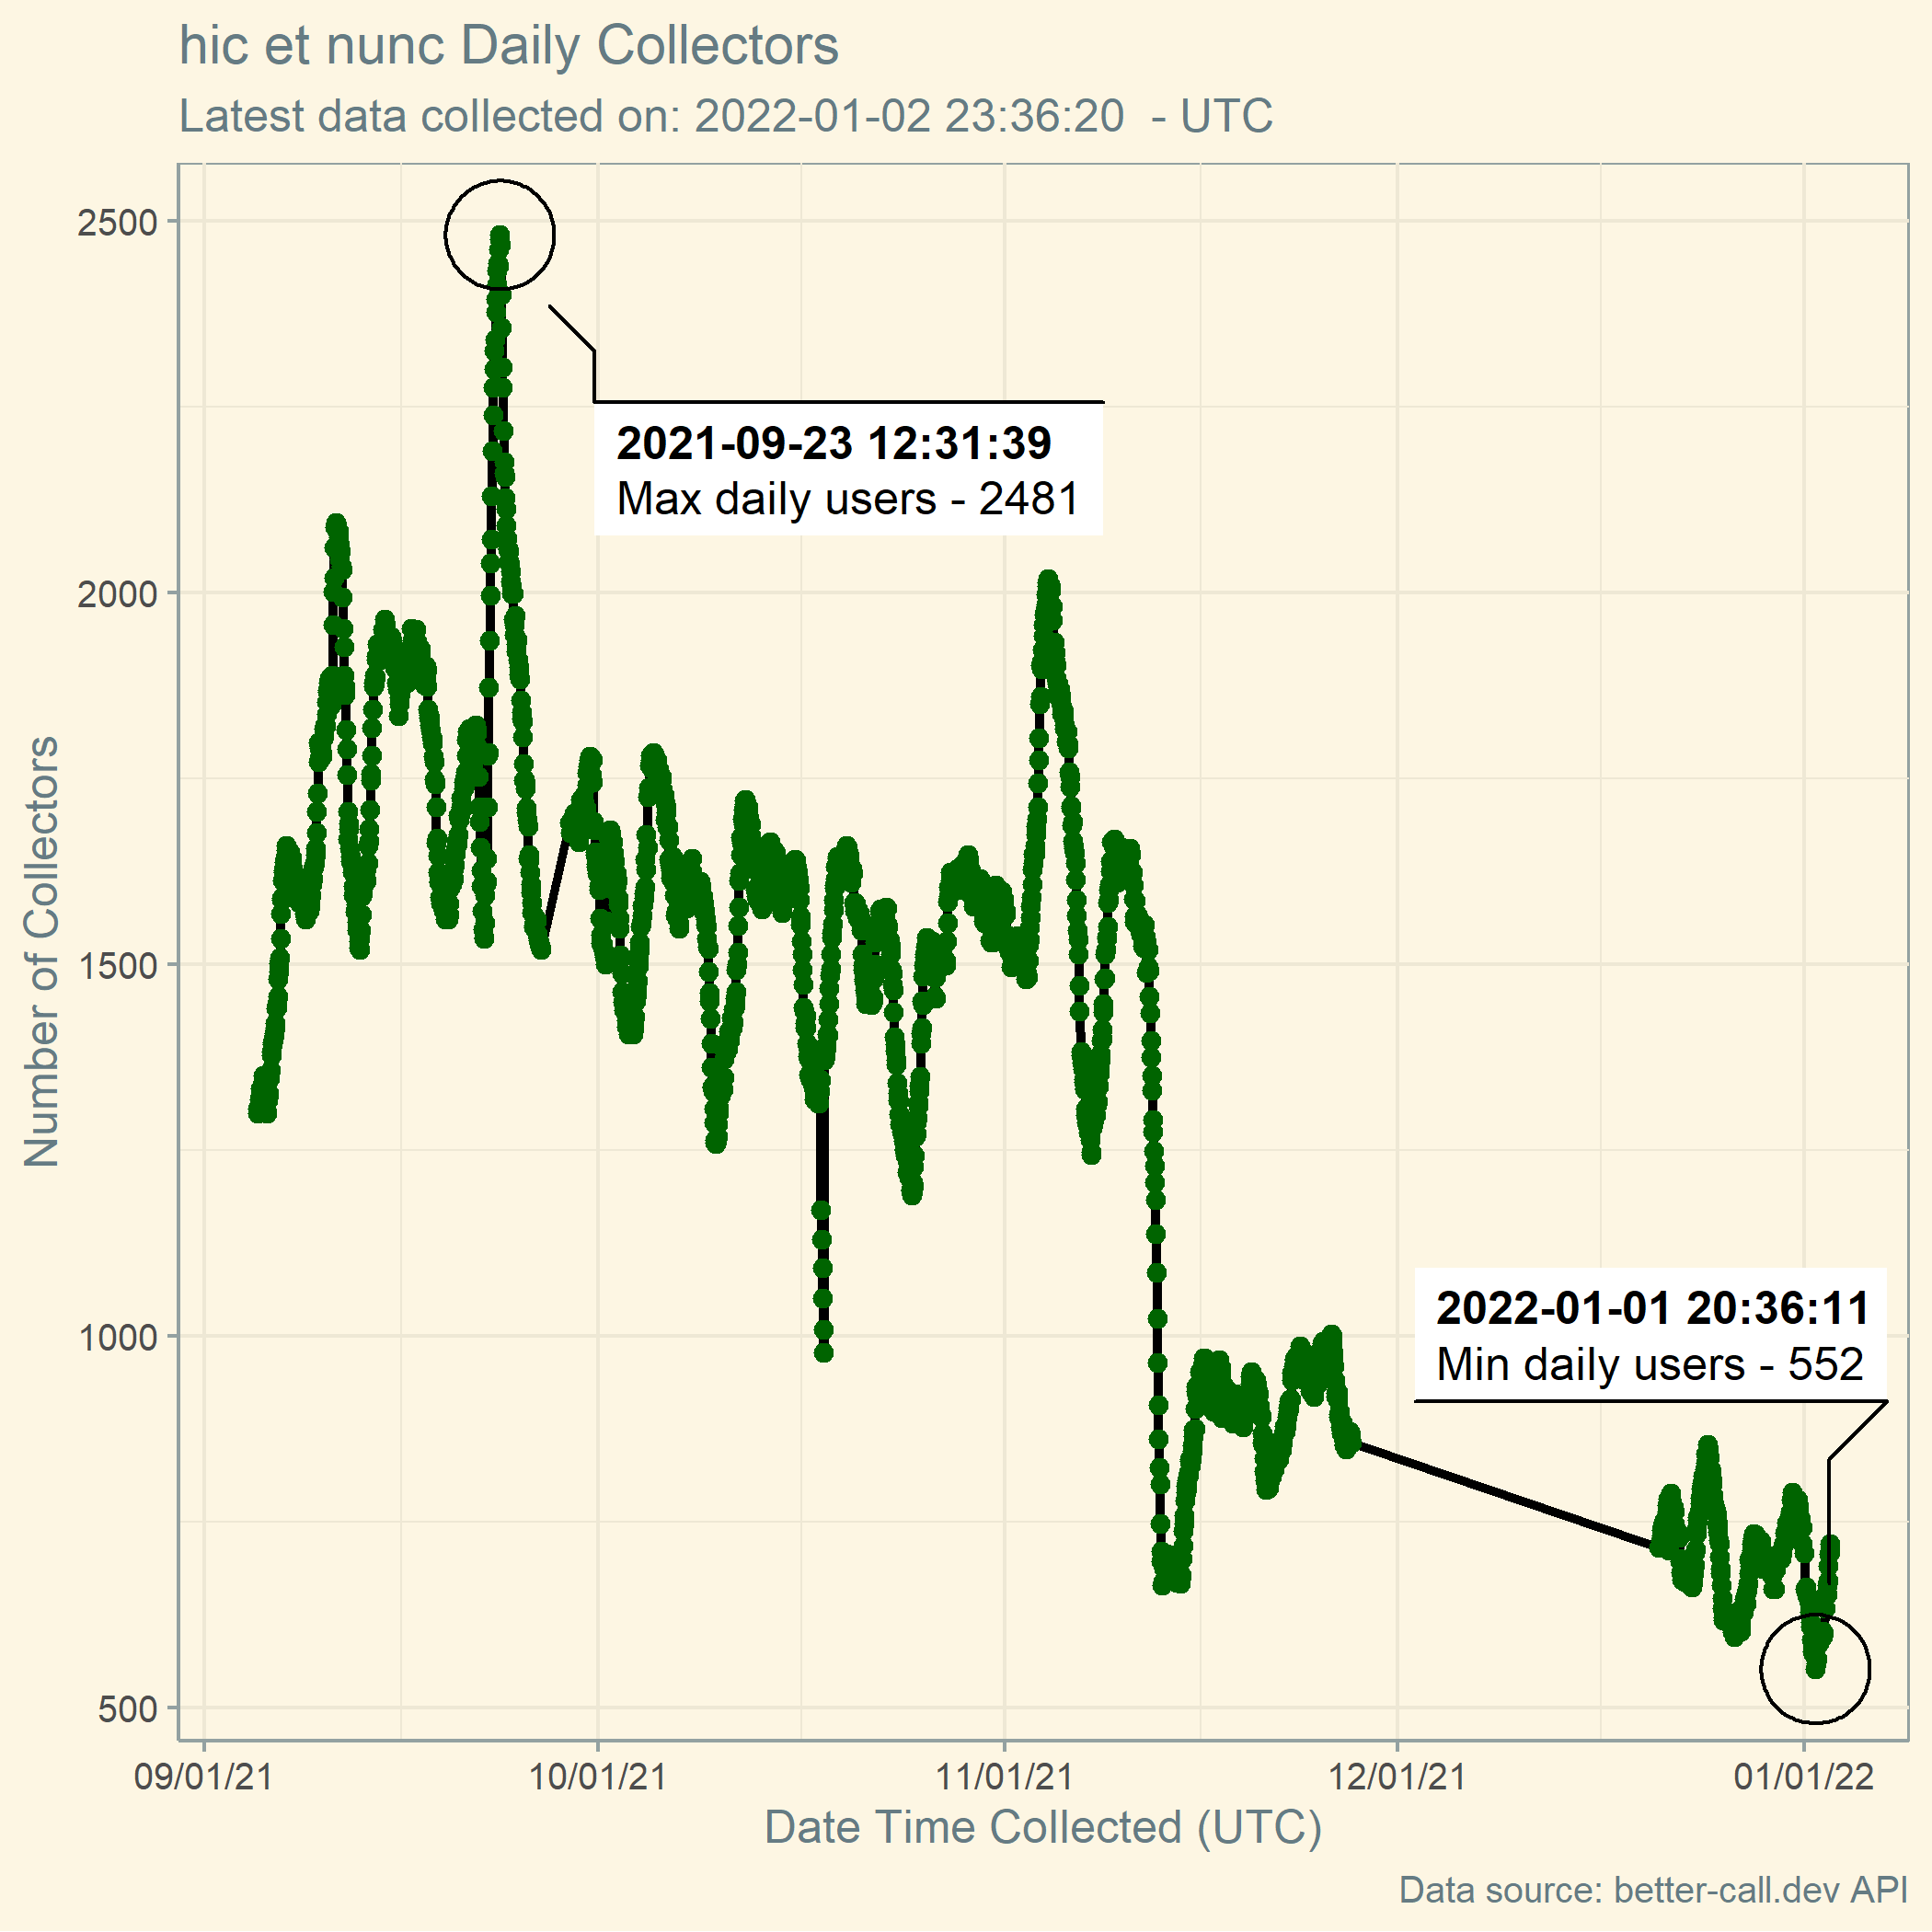 hic et nunc Daily Collectors
Latest data collected on: 2022-01-02 23:36:20  - UTC
Number of Collectors
2500
2000
1500
1000
500
2021-09-23 12:31:39
Max daily users - 2481
2022-01-01 20:36:11
Min daily users - 552
09/01/21 10/01/21 11/01/21 12/01/21 01/01/22
Date Time Collected (UTC)
Data source: better-call.dev API